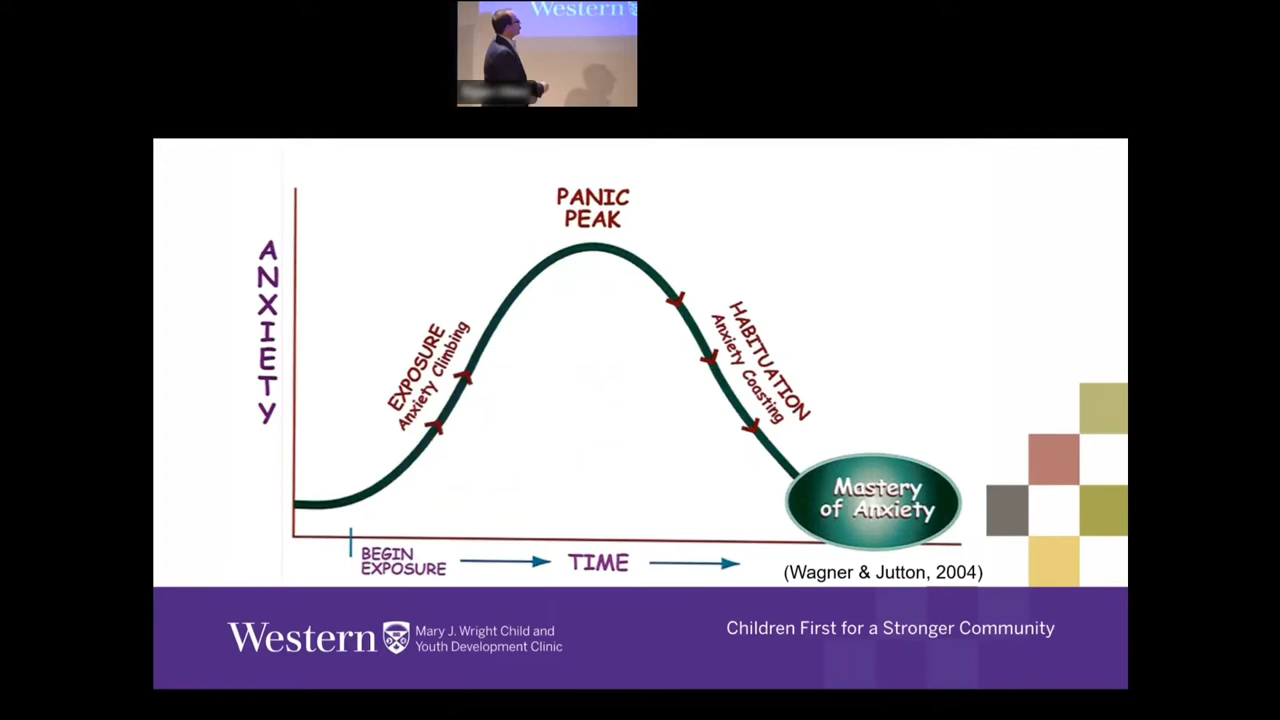 Western
PANIC
PEAK
ANXIETY
EXPOSURE
Anxiety Climbing
HABITUATION
Anxiety Coasting
Mastery
of Anxiety
BEGIN
EXPOSURE
TIME
(Wagner & Jutton, 2004)
Western
Mary J. Wright Child and
Youth Development Clinic
Children First for a Stronger Community